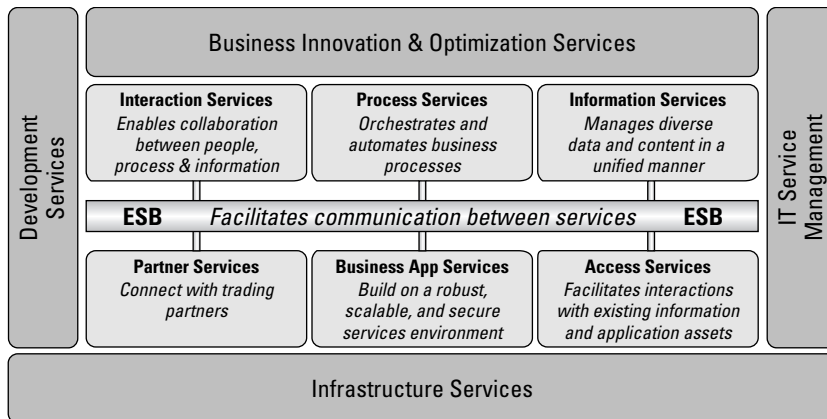 Business Innovation & Optimization Services
Development
Services
Interaction Services
Enables collaboration
between people,
process & information
Process Services
Orchestrates and
automates business
processes
Information Services
Manages diverse
data and content in a
unified manner
IT Service
Management
ESB Facilitates communication between services ESB
Partner Services
Connect with trading
partners
Business App Services
Build on a robust,
scalable, and secure
services environment
Access Services
Facilitates interactions
with existing information
and application assets
Infrastructure Services